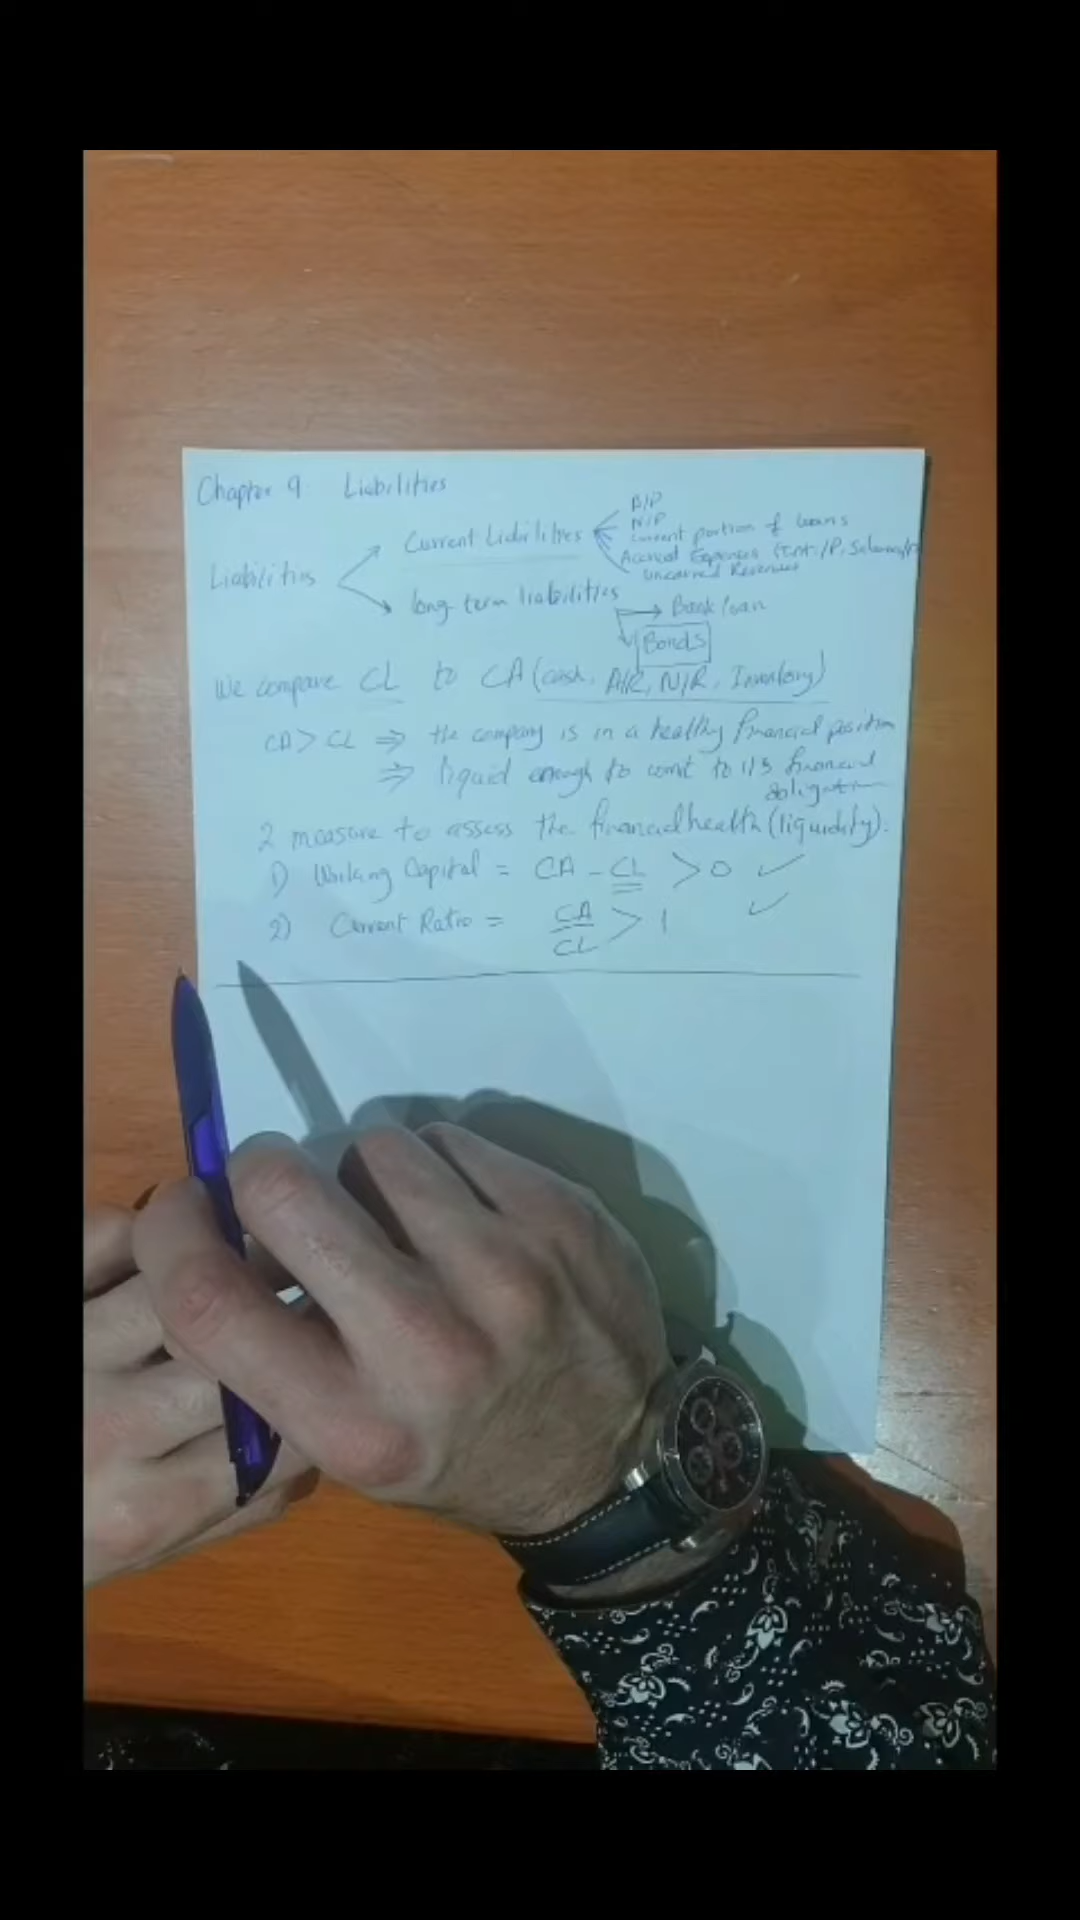 Chapter 9: Liabilities
A/P
N/P
Current Liabilities
current portion of loans
Accrued Expenses (Int./P, Salaries/P
Unearned Revenues
Liabilities
long term liabilities
Bank loan
Bonds
We compare CL to CA (cash, A/R, N/R, Inventory)
CA > CL ⇒ the company is in a healthy financial position
⇒ liquid enough to comit to its financial
obligation
2 measure to assess the financial health (liquidity).
1) Working Capital = CA - CL > 0 ✓
2) Current Ratio = CA/CL > 1 ✓